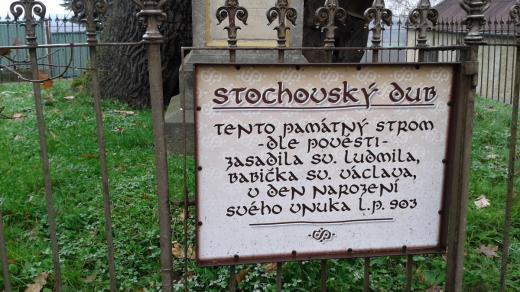 Stochovský dub
Tento památný strom
-dle pověsti-
zasadila sv. Ludmila,
babička sv. Václava,
v den narození
svého vnuka l.p. 903